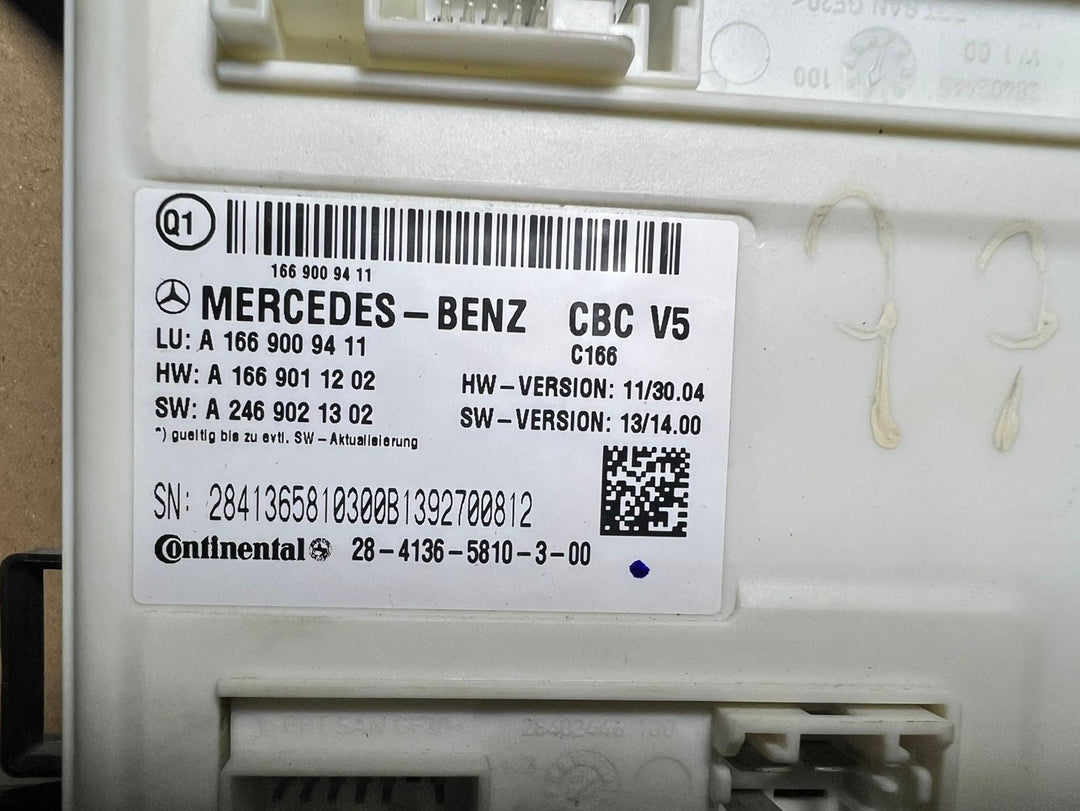 100
Q1
166 900 94 11
MERCEDES-BENZ CBC V5
C166
LU: A 166 900 94 11
HW: A 166 901 12 02 HW-VERSION: 11/30.04
SW: A 246 902 13 02 SW-VERSION: 13/14.00
*) gueltig bis zu evtl. SW-Aktualisierung
SN: 2841365810300B1392700812
Continental 28-4136-5810-3-00